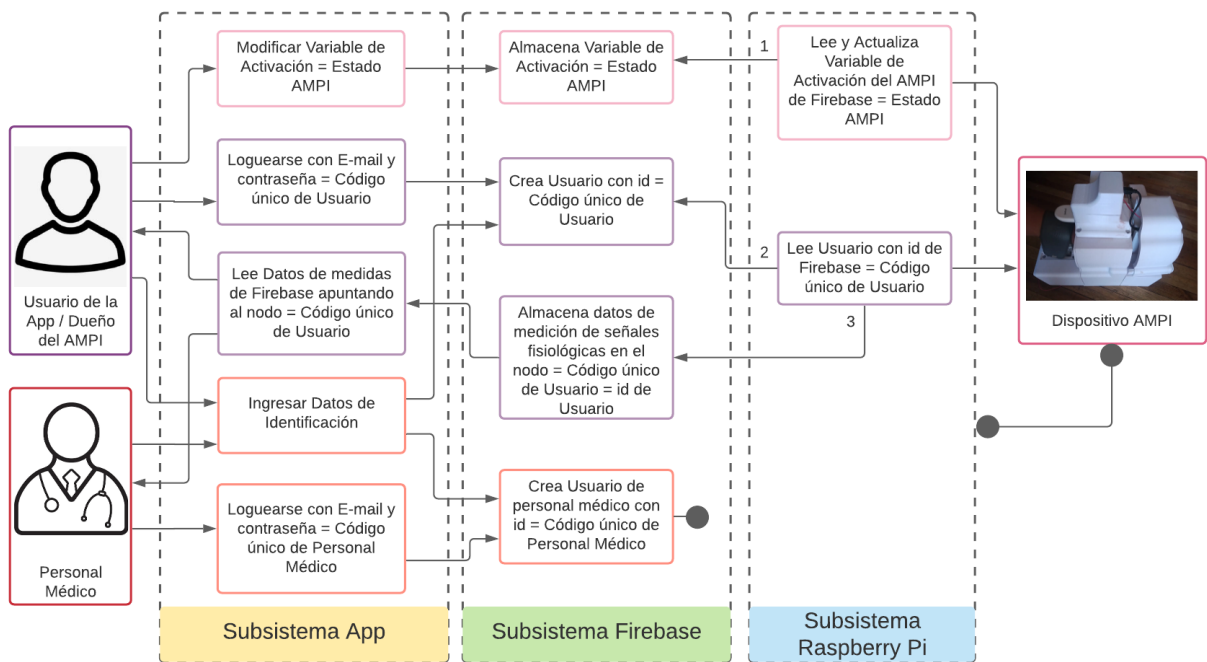 Modificar Variable de
Activación = Estado
AMPI
Almacena Variable de
Activación = Estado
AMPI
1
Lee y Actualiza
Variable de
Activación del AMPI
de Firebase = Estado
AMPI
Loguearse con E-mail y
contraseña = Código
único de Usuario
Crea Usuario con id =
Código único de
Usuario
2
Lee Usuario con id de
Firebase = Código
único de Usuario
3
Usuario de la
App / Dueño
del AMPI
Lee Datos de medidas
de Firebase apuntando
al nodo = Código único
de Usuario
Almacena datos de
medición de señales
fisiológicas en el
nodo = Código único
de Usuario = id de
Usuario
Dispositivo AMPI
Ingresar Datos de
Identificación
Loguearse con E-mail y
contraseña = Código
único de Personal
Médico
Crea Usuario de
personal médico con
id = Código único de
Personal Médico
Personal
Médico
Subsistema App
Subsistema Firebase
Subsistema
Raspberry Pi